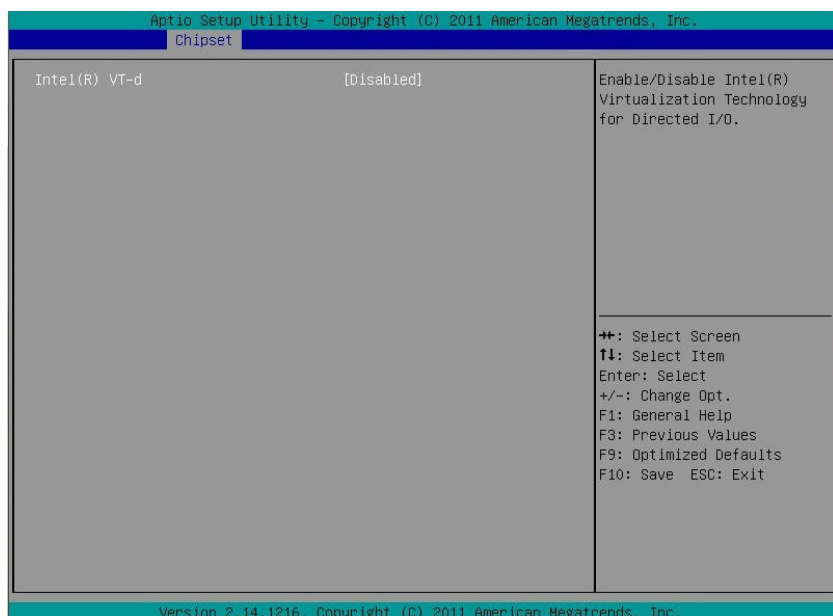 Aptio Setup Utility – Copyright (C) 2011 American Megatrends, Inc.
Chipset
Intel(R) VT-d [Disabled]
Enable/Disable Intel(R)
Virtualization Technology
for Directed I/O.
→←: Select Screen
↑↓: Select Item
Enter: Select
+/-: Change Opt.
F1: General Help
F3: Previous Values
F9: Optimized Defaults
F10: Save ESC: Exit
Version 2.14.1216. Copyright (C) 2011 American Megatrends, Inc.